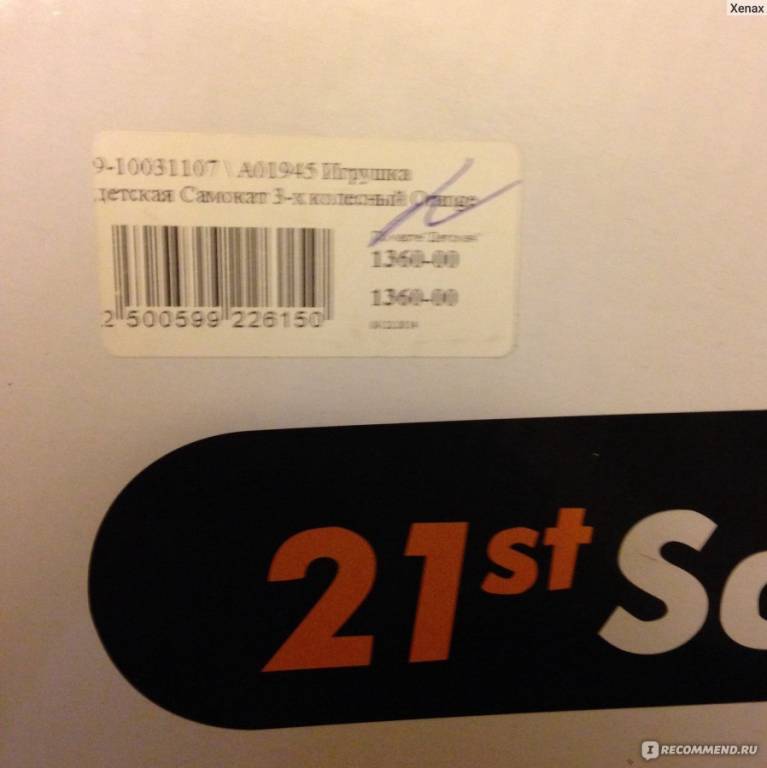 Xenax
9-10031107 \ A01945 Игрушка
детская Самокат 3-х колесный Orange
1360-00
1360-00
2 500599 226150
21st Sc
RECOMMEND.RU